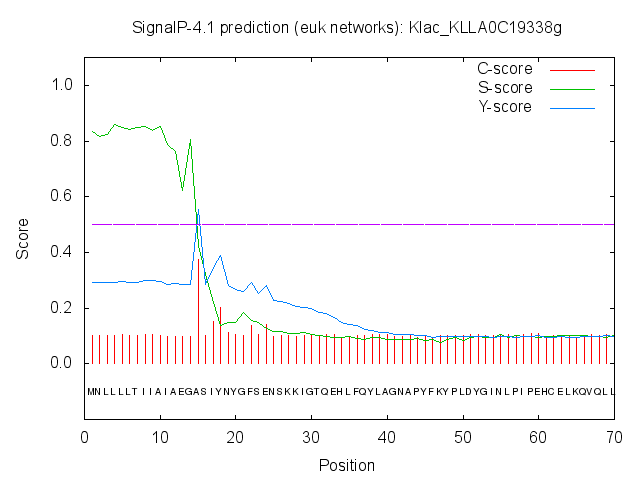 SignalP-4.1 prediction (euk networks): Klac_KLLA0C19338g
C-score
S-score
Y-score
1.0
0.8
0.6
0.4
0.2
0.0
Score
MNLLLLTIIAIAEGASIYNYGFSENSKKIGTQEHLFQYLAGNAPYFKYPLDYGINLPIPEHCELKQVQLL
0 10 20 30 40 50 60 70
Position